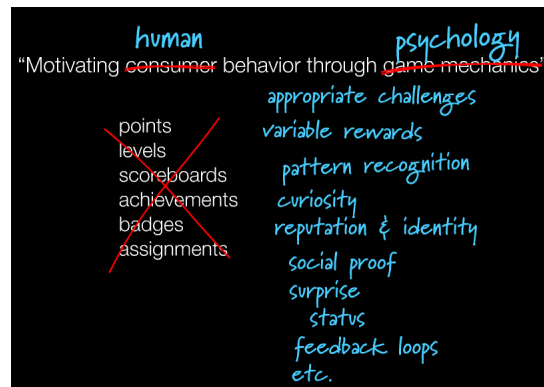 human psychology
“Motivating consumer behavior through game mechanics”
appropriate challenges
points
variable rewards
levels
pattern recognition
scoreboards
achievements
curiosity
badges
reputation & identity
assignments
social proof
surprise
status
feedback loops
etc.